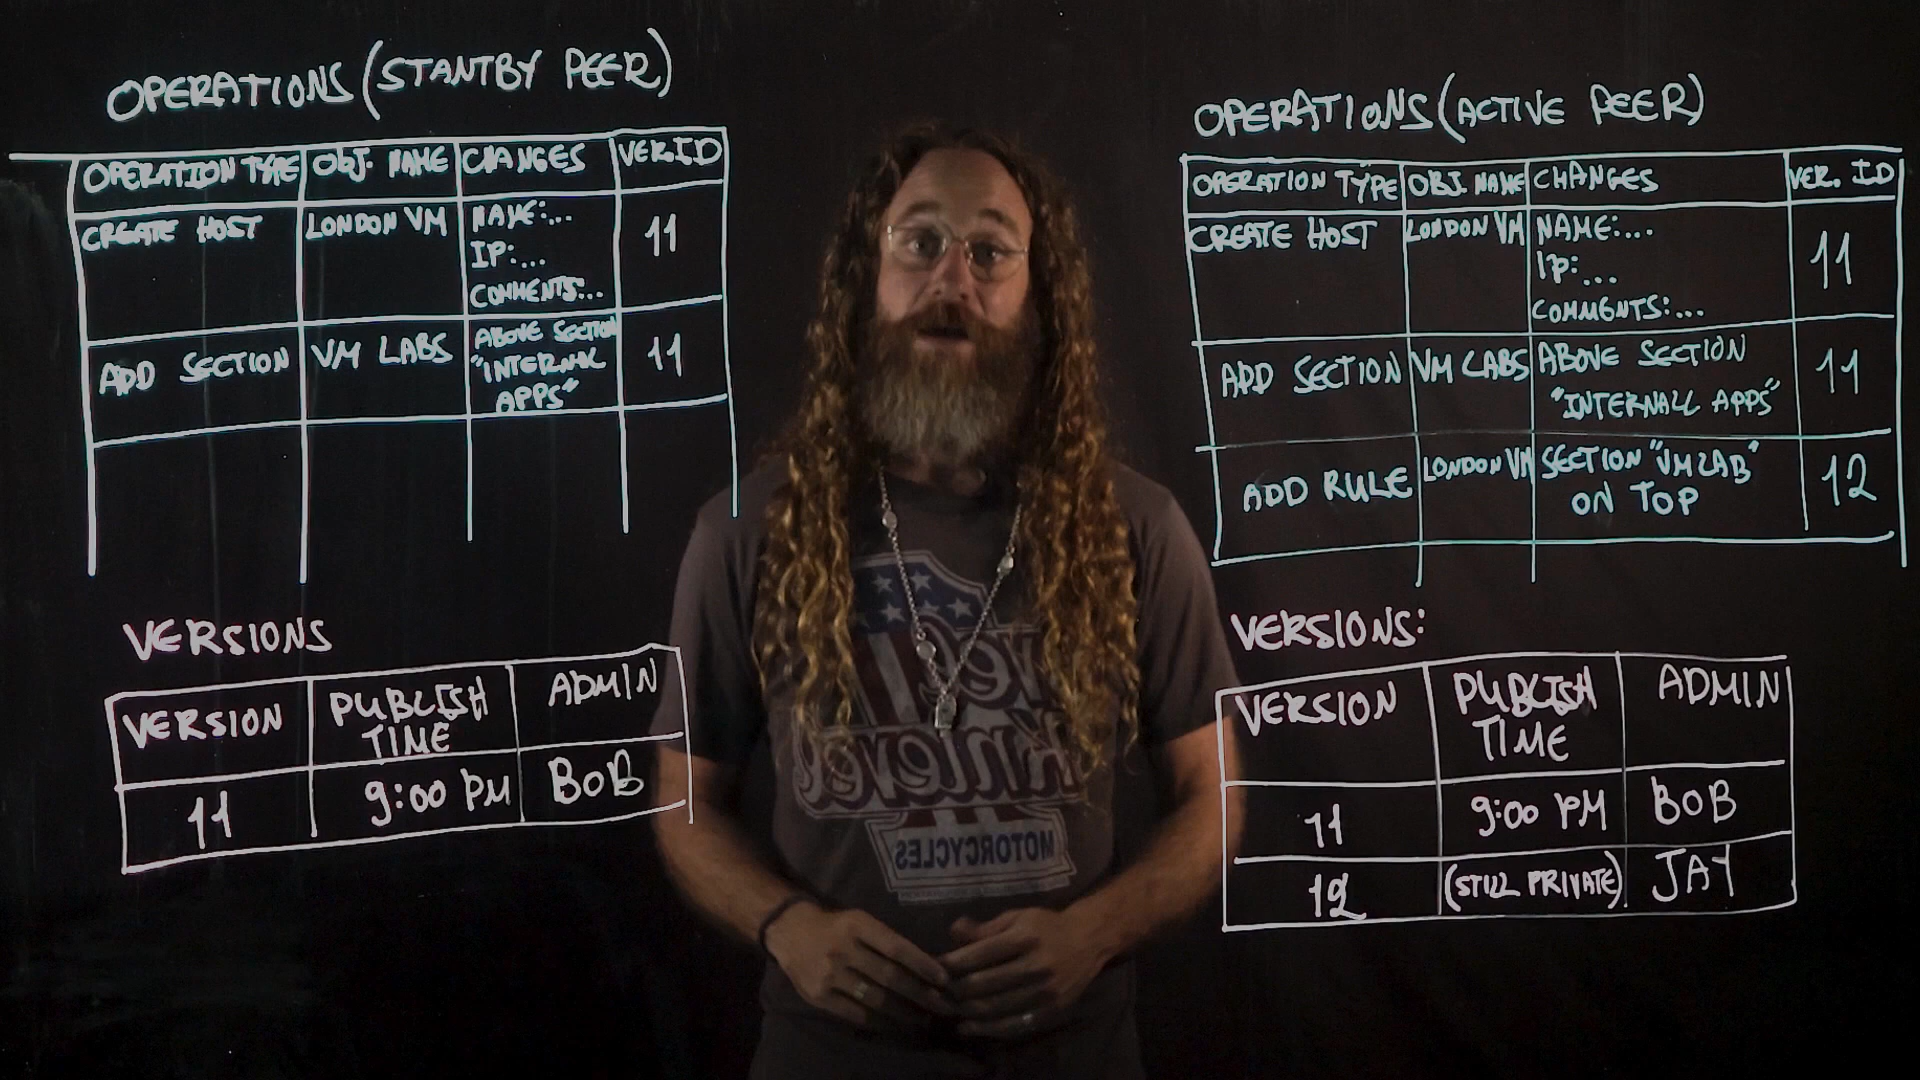 OPERATIONS (STANTBY PEER)
OPERATION TYPE OBJ. NAME CHANGES VER.ID
CREATE HOST LONDON VM NAME:... 11
IP:...
COMMENTS:...
ADD SECTION VM LABS ABOVE SECTION 11
"INTERNAL
APPS"
VERSIONS
VERSION PUBLISH TIME ADMIN
11 9:00 PM BOB
OPERATIONS (ACTIVE PEER)
OPERATION TYPE OBJ. NAME CHANGES VER. ID
CREATE HOST LONDON VM NAME:... 11
IP:...
COMMENTS:...
ADD SECTION VM LABS ABOVE SECTION 11
"INTERNALL APPS"
ADD RULE LONDON VM SECTION "VM LAB" 12
ON TOP
VERSIONS:
VERSION PUBLISH TIME ADMIN
11 9:00 PM BOB
12 (STILL PRIVATE) JAY
MOTORCYCLES